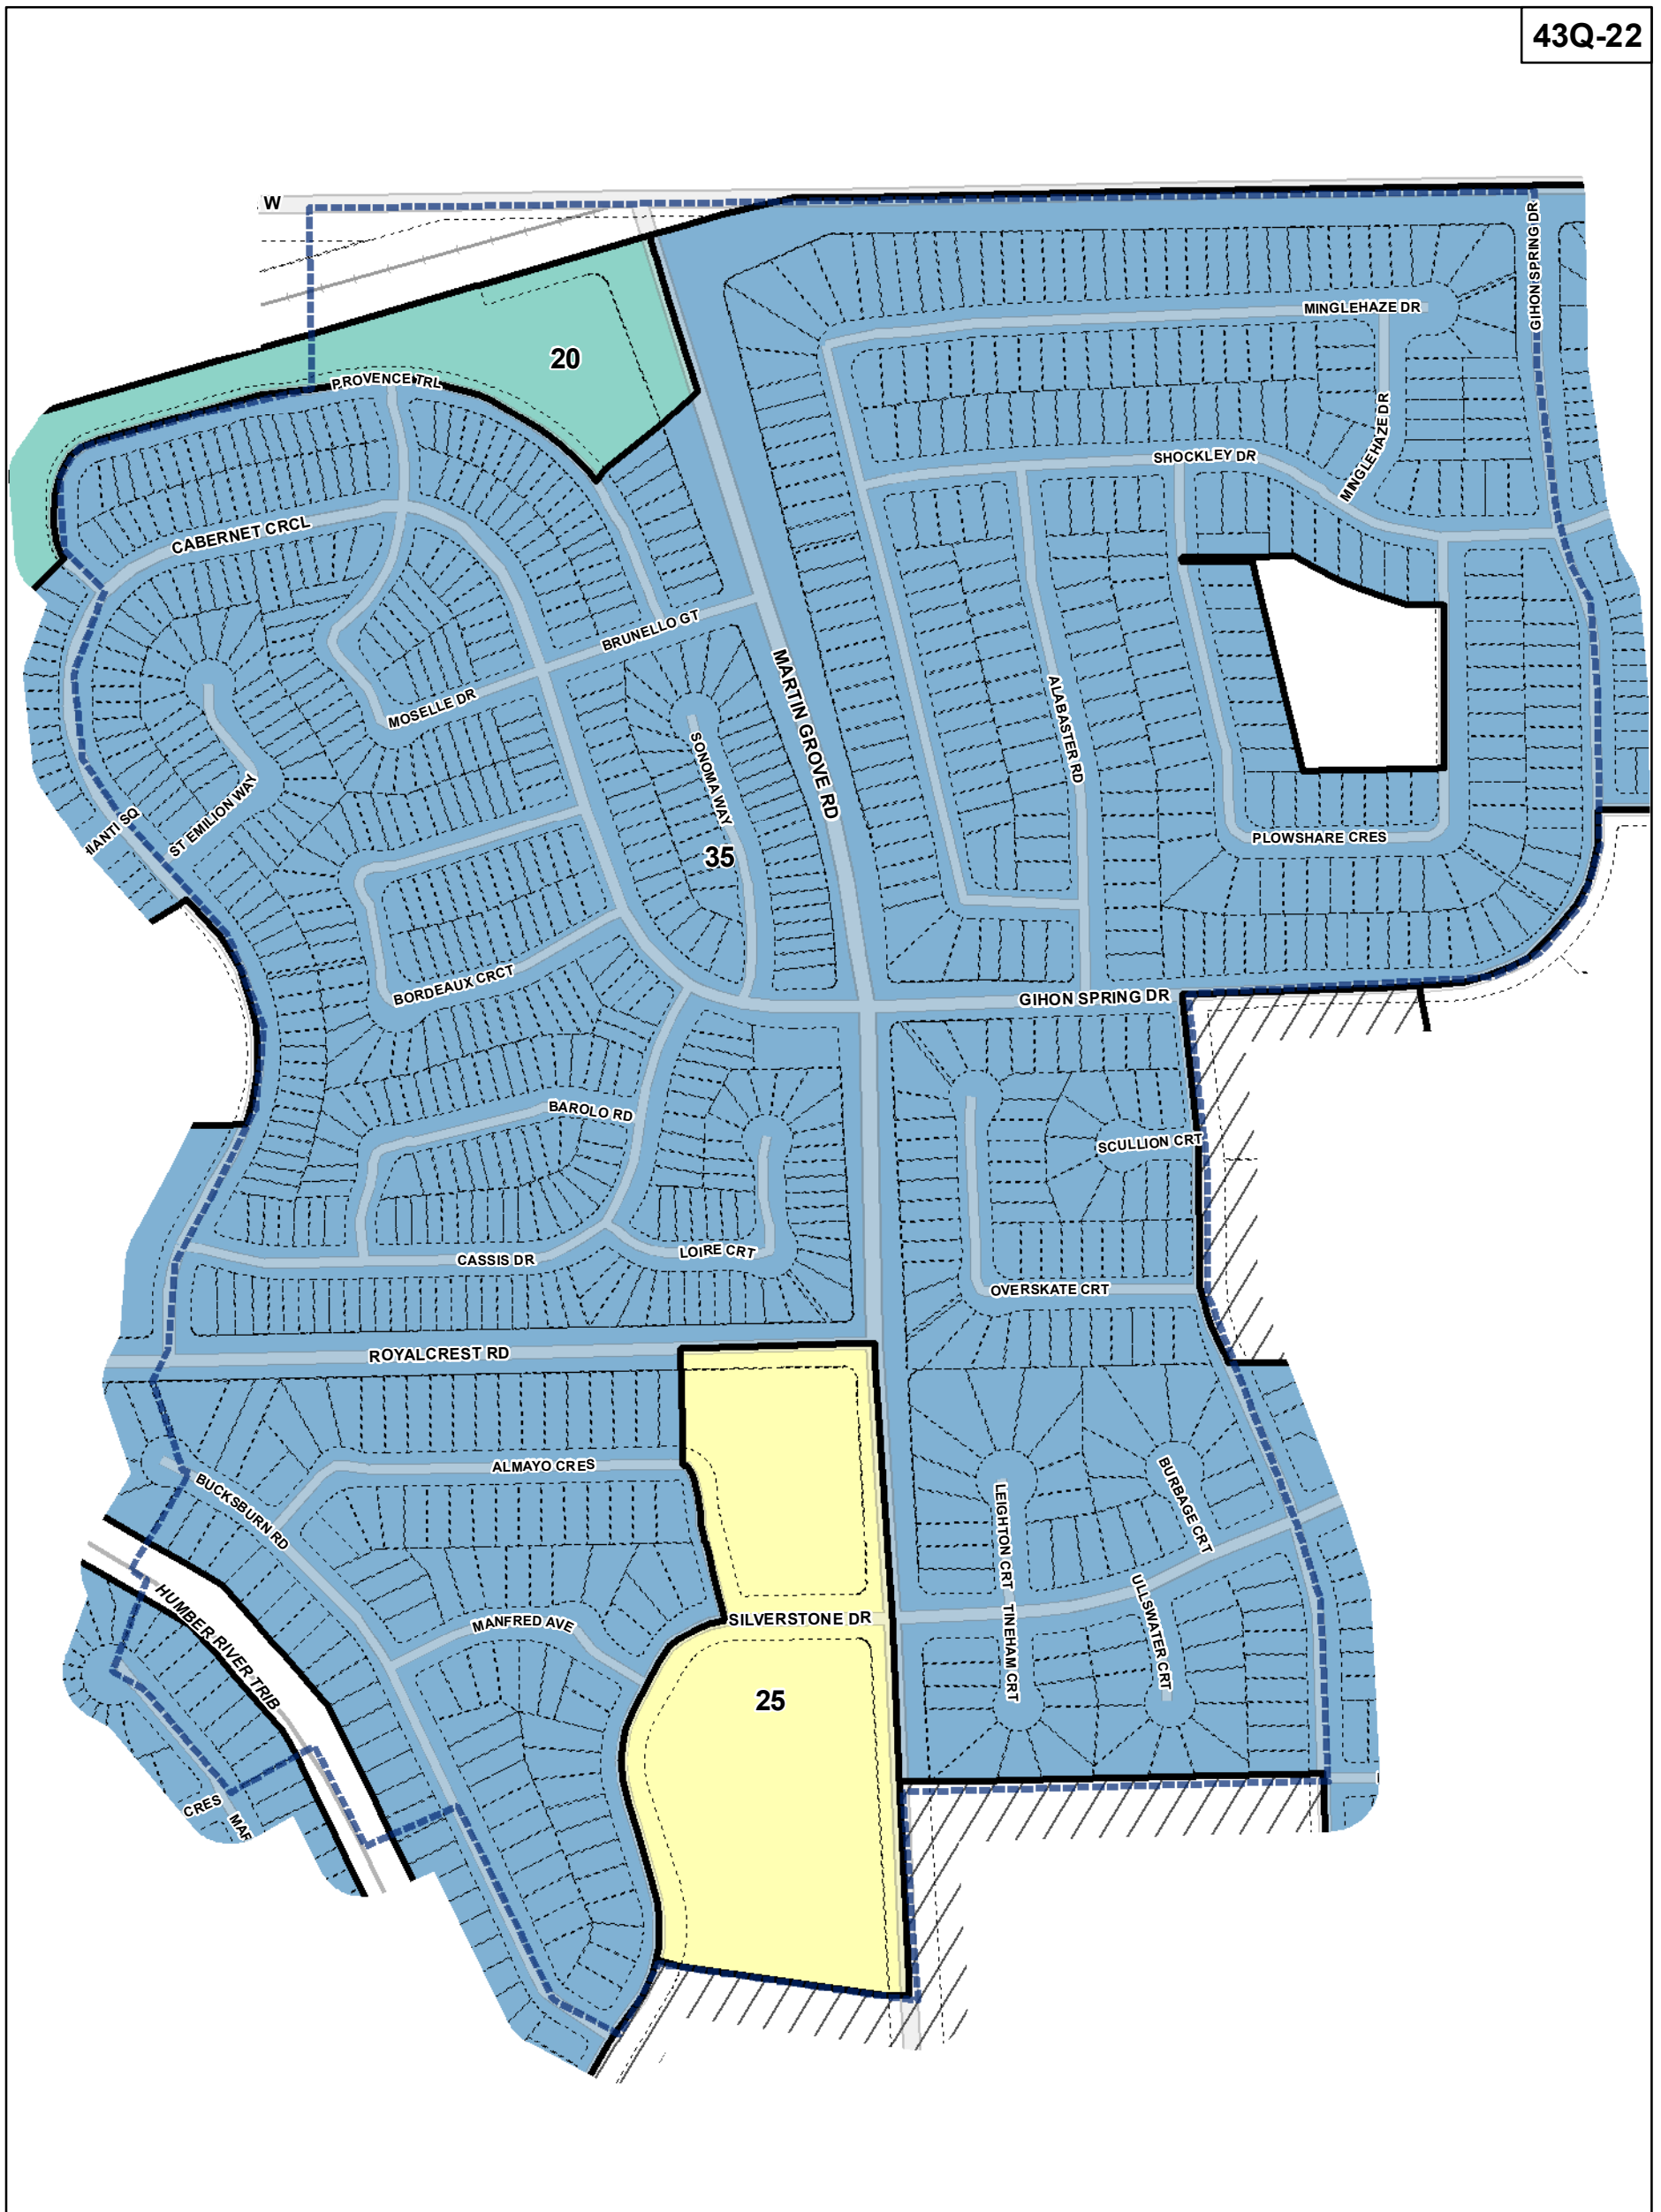 43Q-22
W
GIHON SPRING DR
MINGLEHAZE DR
20
PROVENCE TRL
MINGLEHAZE DR
SHOCKLEY DR
CABERNET CRCL
BRUNELLO GT
MARTIN GROVE RD
MOSELLE DR
ALABASTER RD
SONOMA WAY
ST EMILION WAY
IANTI SQ
35
PLOWSHARE CRES
BORDEAUX CRCT
GIHON SPRING DR
BAROLO RD
SCULLION CRT
CASSIS DR
LOIRE CRT
OVERSKATE CRT
ROYALCREST RD
ALMAYO CRES
BUCKSBURN RD
LEIGHTON CRT
BURBAGE CRT
HUMBER RIVER TRIB
MANFRED AVE
SILVERSTONE DR
TINEHAM CRT
ULLSWATER CRT
25
CRES
MAR